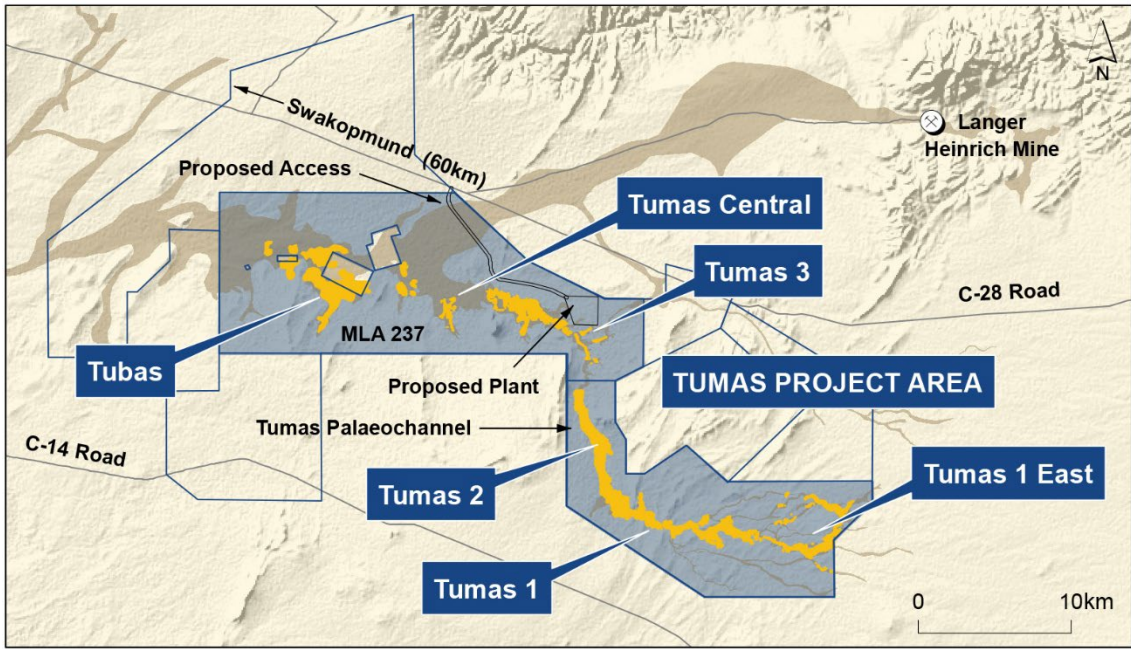 N
Langer
Heinrich Mine
Swakopmund (60km)
Proposed Access
Tumas Central
Tumas 3
C-28 Road
MLA 237
Tubas
Proposed Plant
TUMAS PROJECT AREA
Tumas Palaeochannel
C-14 Road
Tumas 2
Tumas 1 East
Tumas 1
0 10km